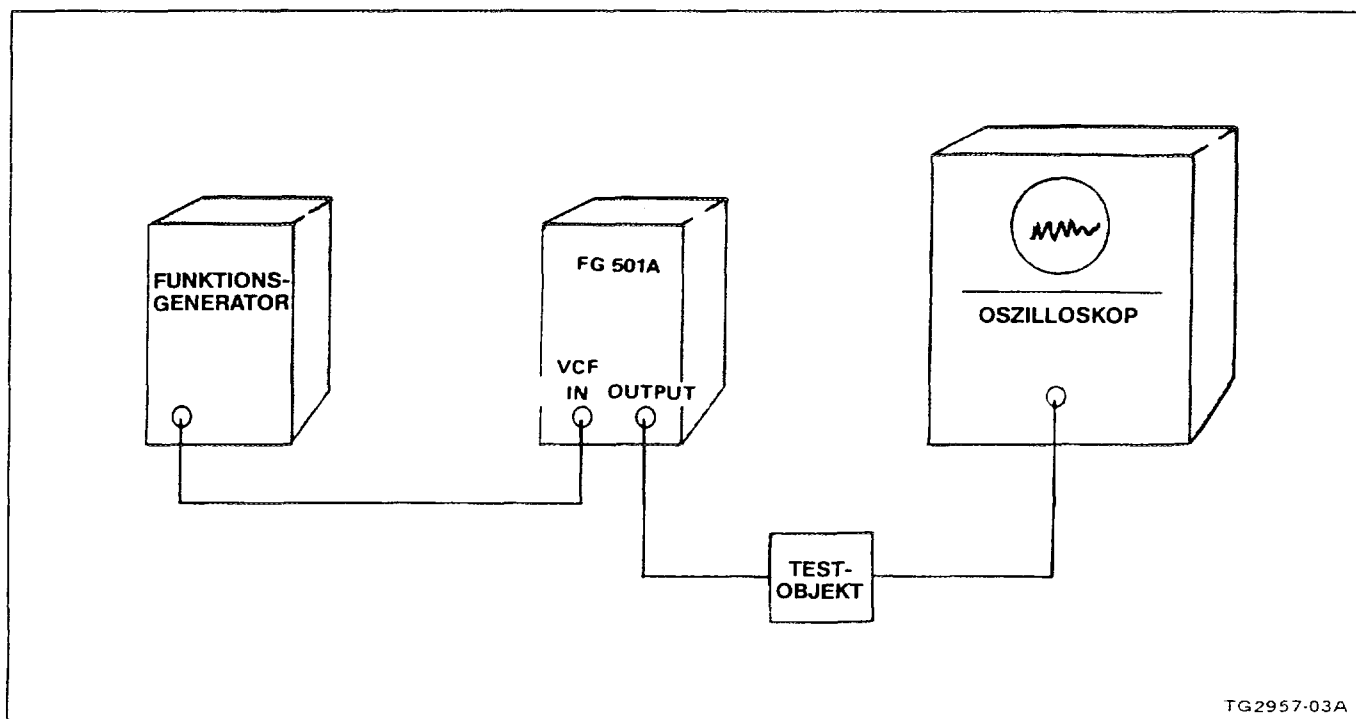 FUNKTIONS-
GENERATOR
FG 501A
VCF
IN OUTPUT
OSZILLOSKOP
TEST-
OBJEKT
TG2957-03A